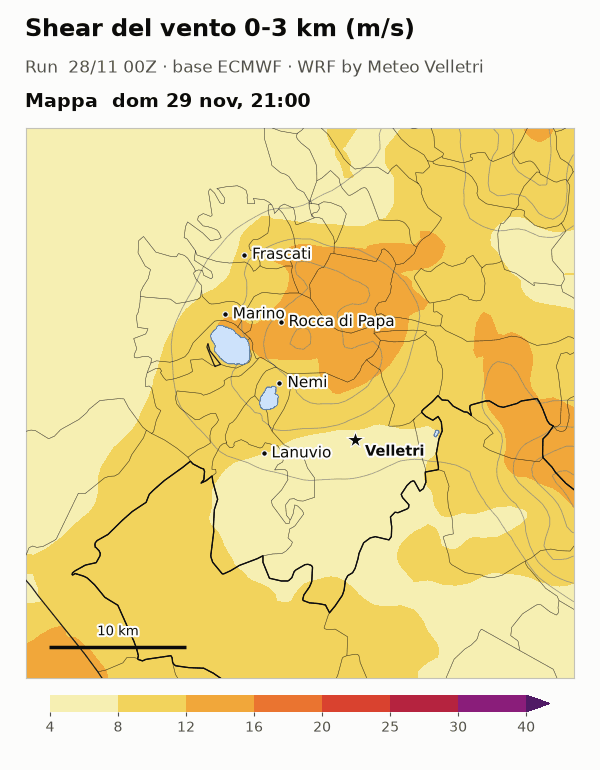 Shear del vento 0-3 km (m/s)
Run  28/11 00Z · base ECMWF · WRF by Meteo Velletri
Mappa  dom 29 nov, 21:00
Frascati
Marino
Rocca di Papa
Nemi
Velletri
Lanuvio
10 km
4 8 12 16 20 25 30 40